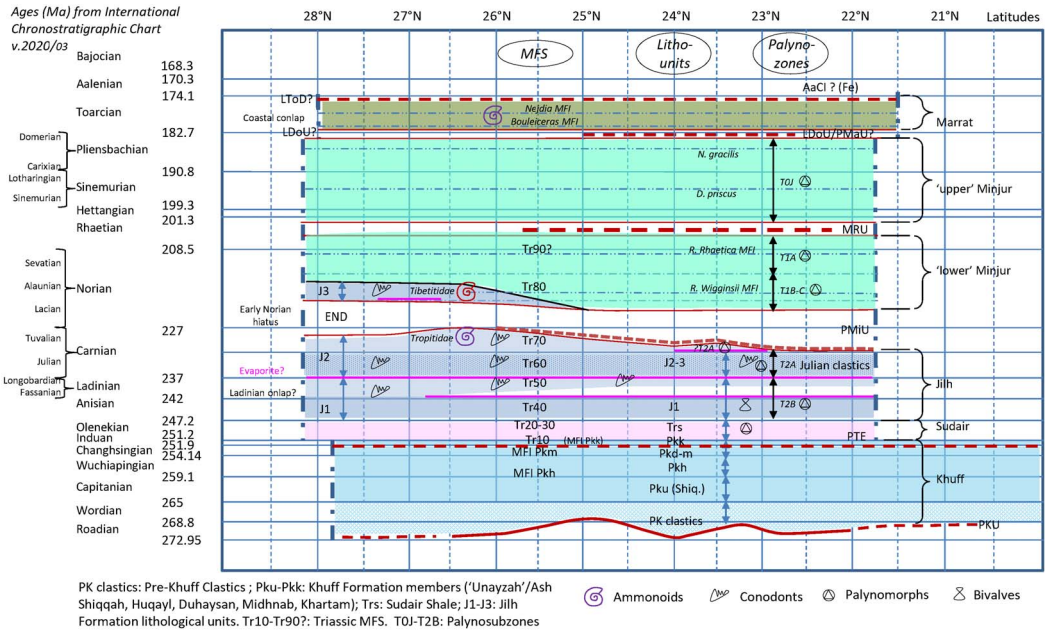 Ages (Ma) from International
Chronostratigraphic Chart
v.2020/03
28°N 27°N 26°N 25°N 24°N 23°N 22°N 21°N Latitudes
MFS
Litho-
units
Palyno-
zones
Bajocian
168.3
170.3
Aalenian
174.1
AaCl ? (Fe)
LToD?
Toarcian
Nejdia MFI
Bouleiceras MFI
Coastal conlap
Marrat
182.7
LDoU?
LDoU/PMaU?
Domerian
Pliensbachian
N. gracilis
Carixian
190.8
Lotharingian
Sinemurian
T0J
'upper' Minjur
Sinemurian
D. priscus
199.3
Hettangian
201.3
Rhaetian
MRU
208.5
Tr90?
R. Rhaetica MFI
T1A
Sevatian
'lower' Minjur
Alaunian
Norian
J3
Tibetitidae
Tr80
R. Wigginsii MFI
T1B-C
Lacian
Early Norian
hiatus
END
227
PMiU
Tuvalian
Tropitidae
Tr70
Carnian
?T2A
Julian
J2
Tr60
J2-3
T2A
Julian clastics
Evaporite?
237
Longobardian
Ladinian
Tr50
Jilh
Fassanian
Ladinian onlap?
242
Anisian
J1
Tr40
J1
T2B
247.2
Olenekian
Tr20-30
Trs
Sudair
Induan
251.2
Tr10 (MFI Pkk)
Pkk
PTE
251.9
Changhsingian
254.14
MFI Pkm
Pkd-m
Wuchiapingian
MFI Pkh
Pkh
259.1
Khuff
Capitanian
Pku (Shiq.)
265
Wordian
268.8
PK clastics
PKU
Roadian
272.95
PK clastics: Pre-Khuff Clastics ; Pku-Pkk: Khuff Formation members ('Unayzah'/Ash
Shiqqah, Huqayl, Duhaysan, Midhnab, Khartam); Trs: Sudair Shale; J1-J3: Jilh
Formation lithological units. Tr10-Tr90?: Triassic MFS. T0J-T2B: Palynosubzones
Ammonoids
Conodonts
Palynomorphs
Bivalves